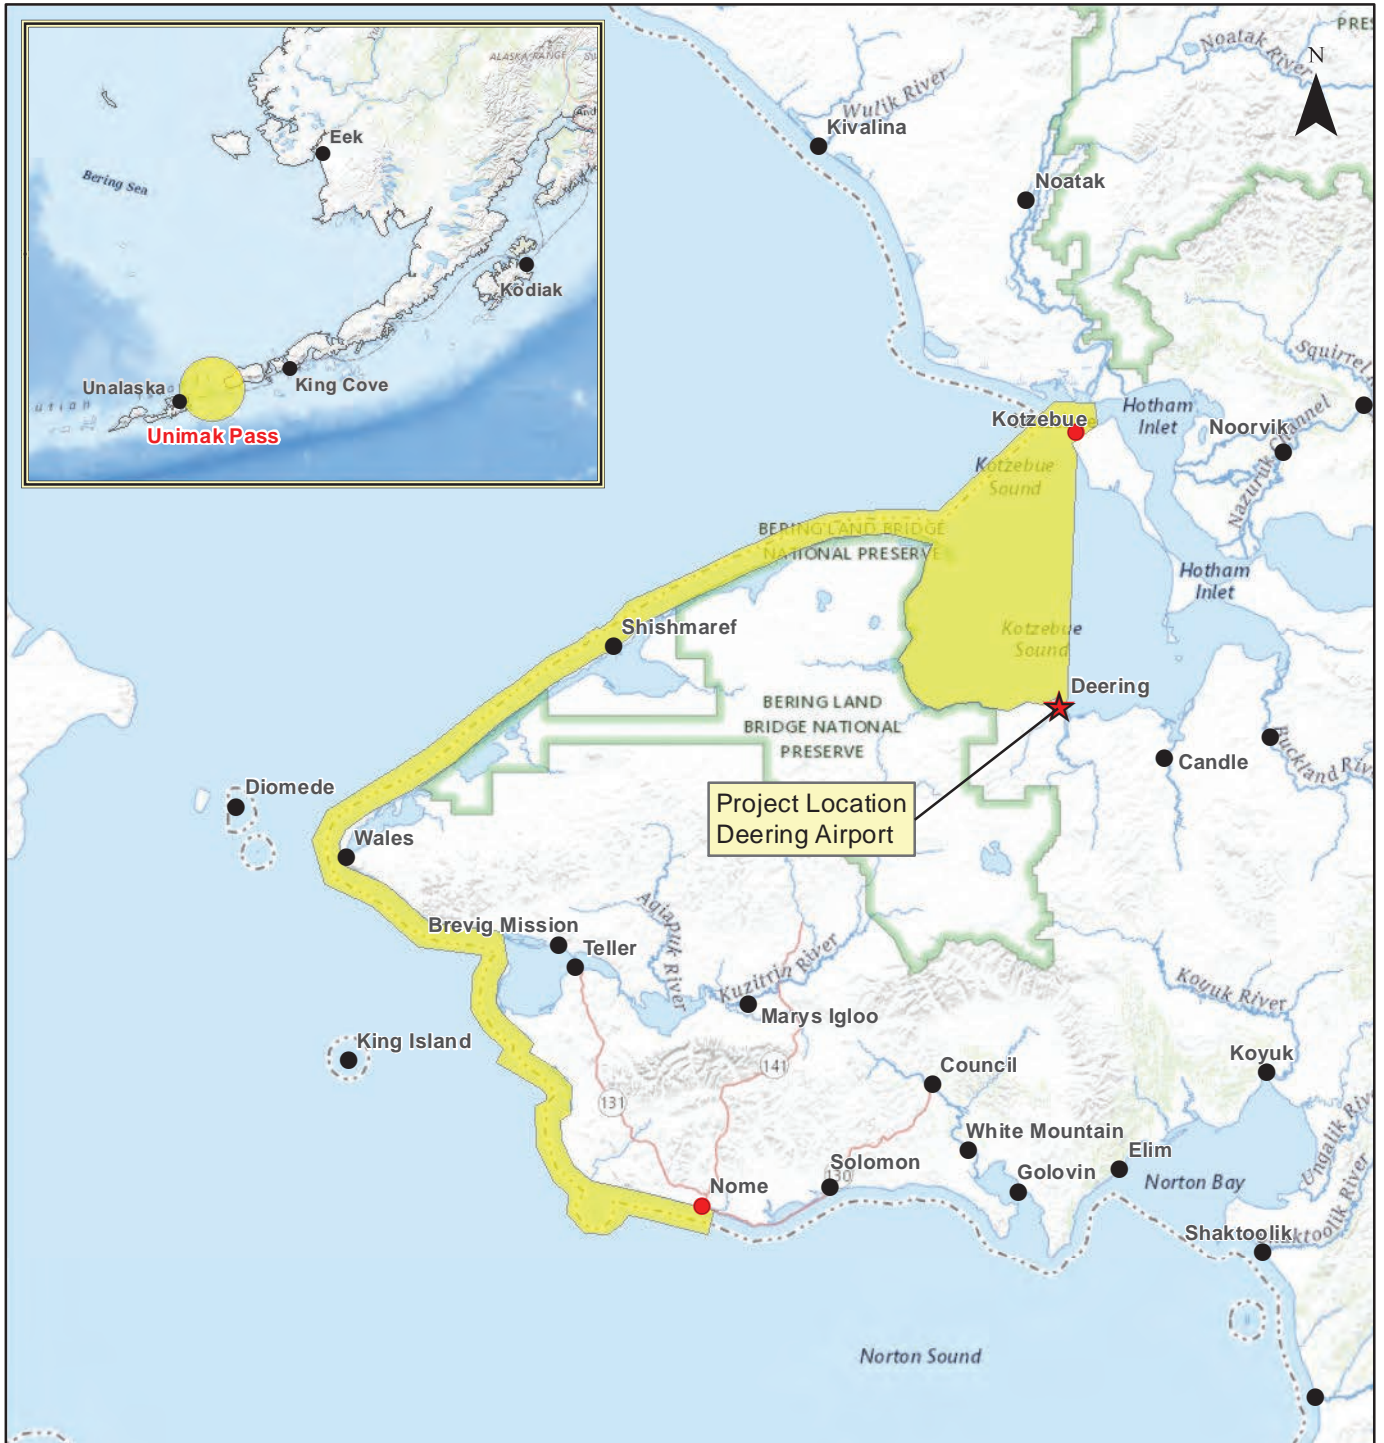 ALASKA RANGE
Eek
Bering Sea
Kodiak
King Cove
Unalaska
Unimak Pass
N
Noatak River
Wulik River
Kivalina
Noatak
Hotham
Inlet
Kotzebue
Noorvik
Nazuruk Channel
Kotzebue
Sound
BERING LAND BRIDGE
NATIONAL PRESERVE
Hotham
Inlet
Shishmaref
Kotzebue
Sound
Deering
BERING LAND
BRIDGE NATIONAL
PRESERVE
Candle
Diomede
Project Location
Deering Airport
Wales
Brevig Mission
Teller
Agiapuk River
Kuzitrin River
Marys Igloo
Koyuk River
King Island
Koyuk
Council
141
131
White Mountain
Elim
Solomon
130
Golovin
Norton Bay
Nome
Shaktoolik
Norton Sound